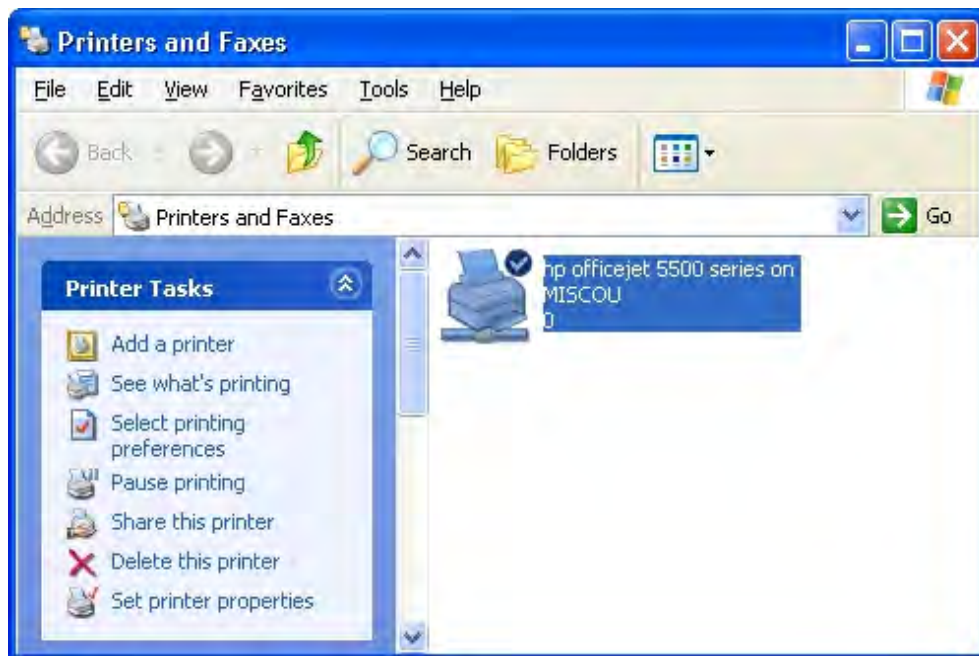 Printers and Faxes
File Edit View Favorites Tools Help
Back Search Folders
Address Printers and Faxes Go
Printer Tasks
Add a printer
See what's printing
Select printing
preferences
Pause printing
Share this printer
Delete this printer
Set printer properties
hp officejet 5500 series on
MISCOU
0